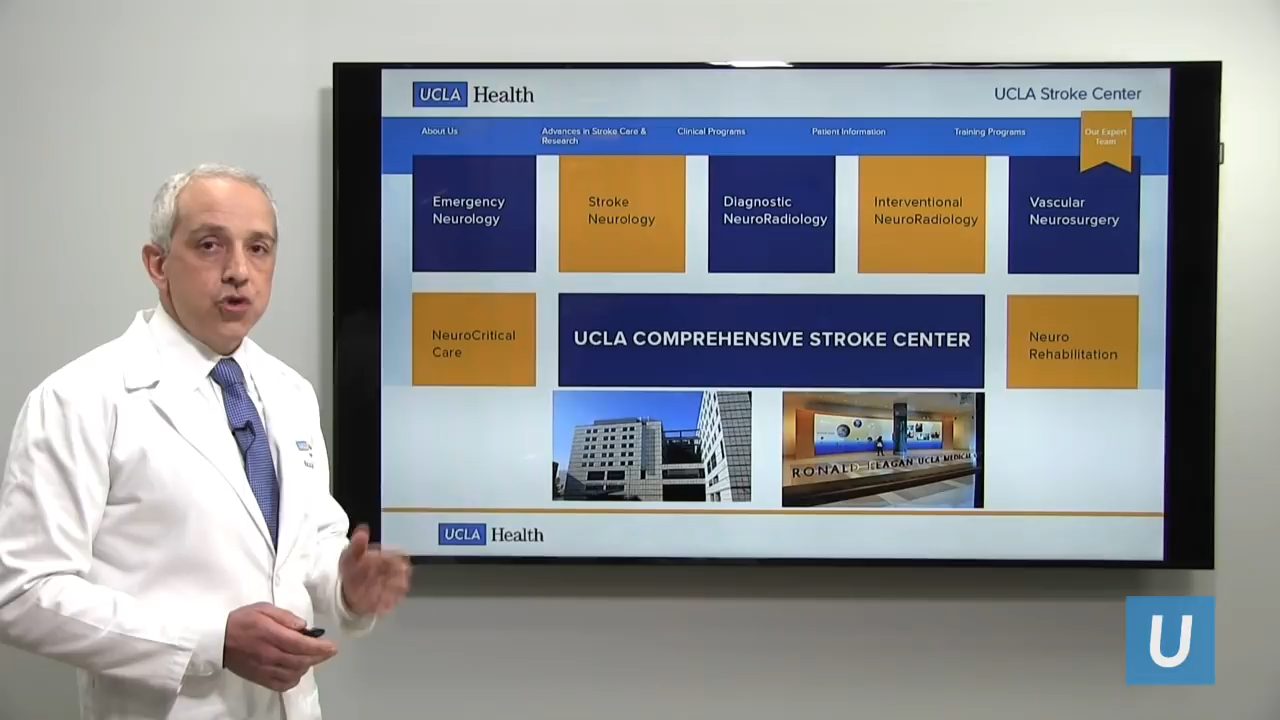 UCLA Health
UCLA Stroke Center
About Us
Advances in Stroke Care &
Research
Clinical Programs
Patient Information
Training Programs
Our Expert
Team
Emergency
Neurology
Stroke
Neurology
Diagnostic
NeuroRadiology
Interventional
NeuroRadiology
Vascular
Neurosurgery
NeuroCritical
Care
UCLA COMPREHENSIVE STROKE CENTER
Neuro
Rehabilitation
RONALD REAGAN UCLA MEDICAL
UCLA Health
UCLA
U